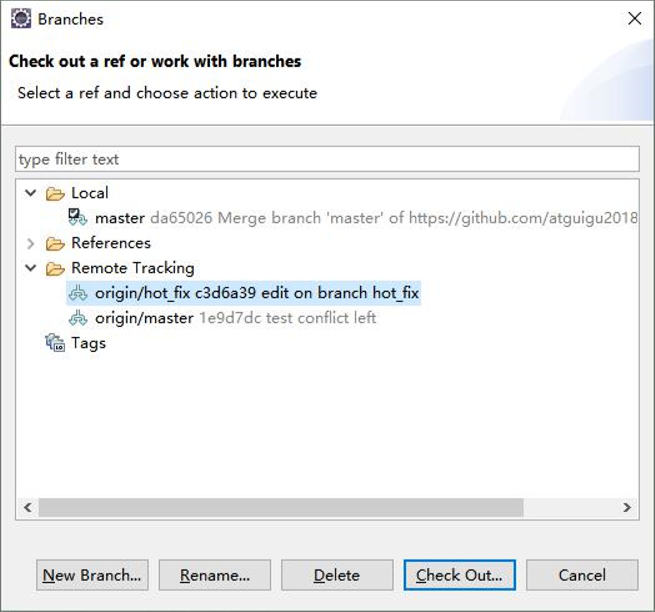 Branches
Check out a ref or work with branches
Select a ref and choose action to execute
type filter text
Local
master da65026 Merge branch 'master' of https://github.com/atguigu2018
References
Remote Tracking
origin/hot_fix c3d6a39 edit on branch hot_fix
origin/master 1e9d7dc test conflict left
Tags
New Branch... Rename... Delete Check Out... Cancel